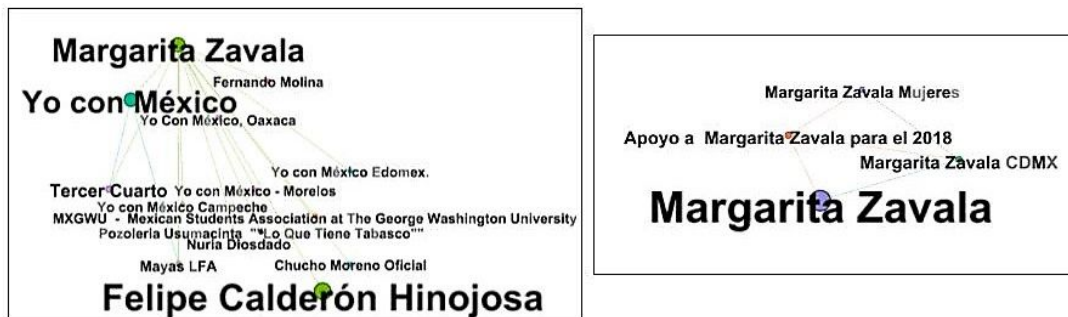 Margarita Zavala
Fernando Molina
Yo con México
Yo Con México, Oaxaca
Yo con México Edomex.
Tercer Cuarto
Yo con México - Morelos
Yo con México Campeche
MXGWU - Mexican Students Association at The George Washington University
Pozoleria Usumacinta ""Lo Que Tiene Tabasco""
Nuria Diosdado
Mayas LFA
Chucho Moreno Oficial
Felipe Calderón Hinojosa
Margarita Zavala Mujeres
Apoyo a Margarita Zavala para el 2018
Margarita Zavala CDMX
Margarita Zavala